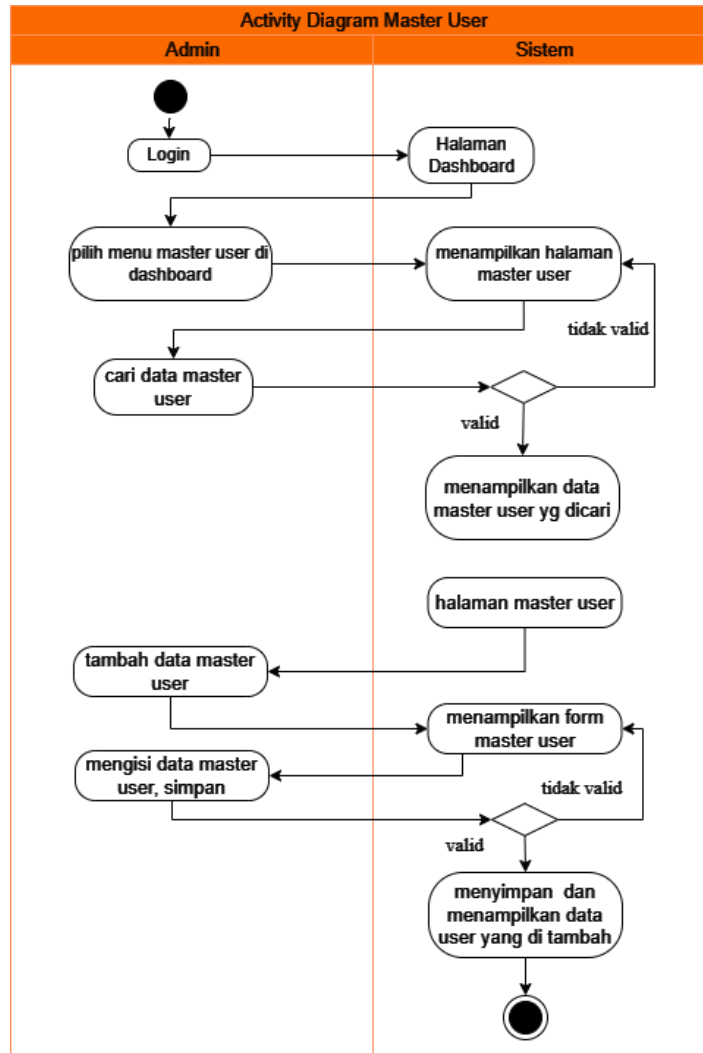 Activity Diagram Master User
Admin
Sistem
Login
Halaman
Dashboard
pilih menu master user di
dashboard
menampilkan halaman
master user
tidak valid
cari data master
user
valid
menampilkan data
master user yg dicari
halaman master user
tambah data master
user
menampilkan form
master user
mengisi data master
user, simpan
tidak valid
valid
menyimpan dan
menampilkan data
user yang di tambah